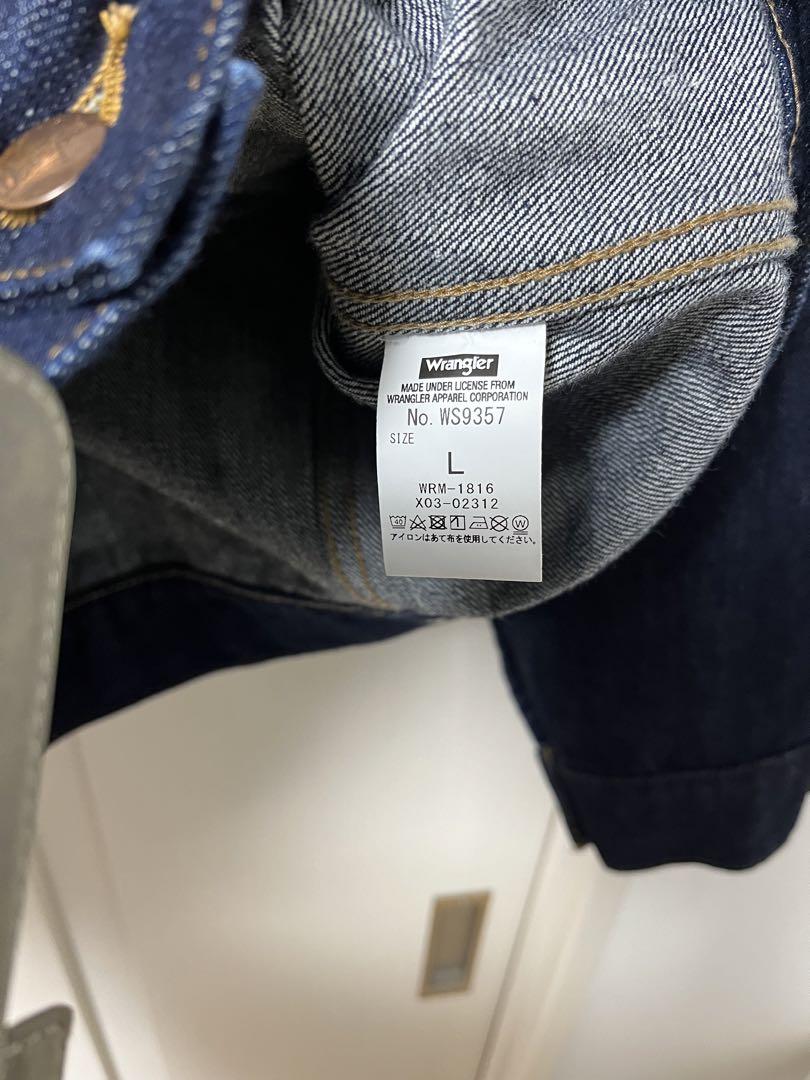 Wrangler
MADE UNDER LICENSE FROM
WRANGLER APPAREL CORPORATION
No. WS9357
SIZE
L
WRM-1816
X03-02312
40 W
アイロンはあて布を使用してください。